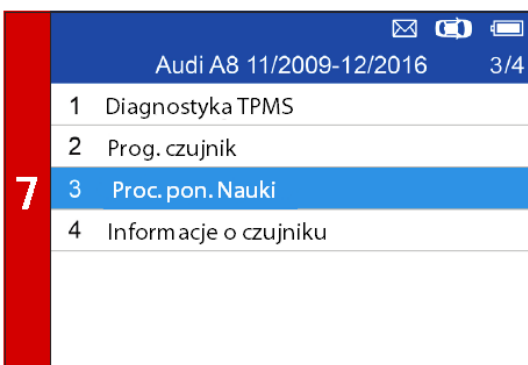 Audi A8 11/2009-12/2016 3/4
1 Diagnostyka TPMS
2 Prog. czujnik
7
3 Proc. pon. Nauki
4 Informacje o czujniku